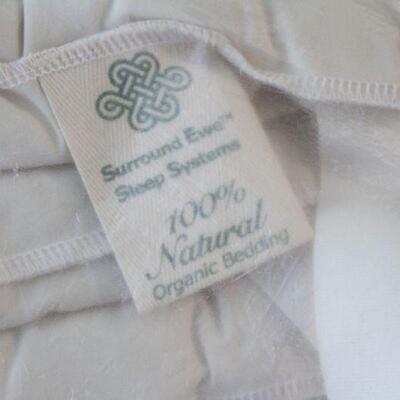 Surround Ewe™
Sleep Systems
100%
Natural
Organic Bedding